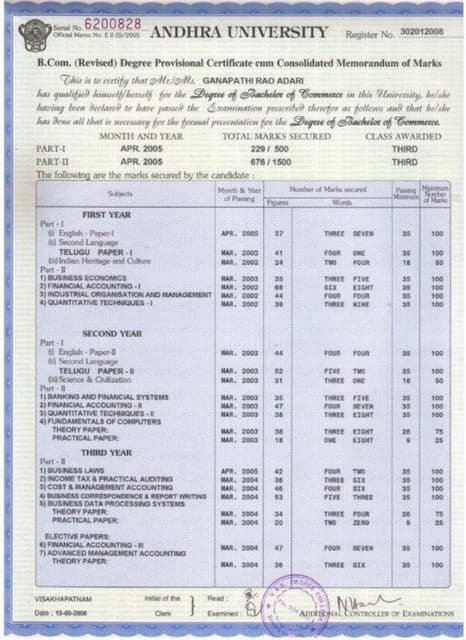 Serial No. 6200828
Official Memo No. E II (S)/2005
ANDHRA UNIVERSITY
Register No. 302012008
B.Com. (Revised) Degree Provisional Certificate cum Consolidated Memorandum of Marks
This is to certify that Mr/Ms. GANAPATHI RAO ADARI
has qualified himself/herself for the Degree of Bachelor of Commerce in this University, he/she
having been declared to have passed the Examination prescribed therefor as follows and that he/she
has done all that is necessary for the formal presentation for the Degree of Bachelor of Commerce.
MONTH AND YEAR TOTAL MARKS SECURED CLASS AWARDED
PART-I APR. 2005 229 / 500 THIRD
PART-II APR. 2005 676 / 1500 THIRD
The following are the marks secured by the candidate :
Subjects Month & Year of Passing Number of Marks secured Figures Words Passing Minimum Maximum Number of Marks
FIRST YEAR
Part - I
(i) English - Paper-I APR. 2005 37 THREE SEVEN 35 100
(ii) Second Language
TELUGU PAPER - I MAR. 2002 41 FOUR ONE 35 100
(iii) Indian Heritage and Culture MAR. 2002 24 TWO FOUR 18 50
Part - II
1) BUSINESS ECONOMICS MAR. 2003 35 THREE FIVE 35 100
2) FINANCIAL ACCOUNTING - I MAR. 2002 68 SIX EIGHT 35 100
3) INDUSTRIAL ORGANISATION AND MANAGEMENT MAR. 2002 44 FOUR FOUR 35 100
4) QUANTITATIVE TECHNIQUES - I MAR. 2002 39 THREE NINE 35 100
SECOND YEAR
Part - I
(i) English - Paper-II MAR. 2003 44 FOUR FOUR 35 100
(ii) Second Language
TELUGU PAPER - II MAR. 2003 52 FIVE TWO 35 100
(iii) Science & Civilization MAR. 2003 31 THREE ONE 18 50
Part - II
1) BANKING AND FINANCIAL SYSTEMS MAR. 2003 35 THREE FIVE 35 100
2) FINANCIAL ACCOUNTING - II MAR. 2003 47 FOUR SEVEN 35 100
3) QUANTITATIVE TECHNIQUES - II MAR. 2003 38 THREE EIGHT 35 100
4) FUNDAMENTALS OF COMPUTERS
THEORY PAPER: MAR. 2003 38 THREE EIGHT 26 75
PRACTICAL PAPER: MAR. 2003 18 ONE EIGHT 9 25
THIRD YEAR
Part - II
1) BUSINESS LAWS APR. 2005 42 FOUR TWO 35 100
2) INCOME TAX & PRACTICAL AUDITING MAR. 2004 36 THREE SIX 35 100
3) COST & MANAGEMENT ACCOUNTING MAR. 2004 46 FOUR SIX 35 100
4) BUSINESS CORRESPONDENCE & REPORT WRITING MAR. 2004 53 FIVE THREE 35 100
5) BUSINESS DATA PROCESSING SYSTEMS
THEORY PAPER: MAR. 2004 34 THREE FOUR 26 75
PRACTICAL PAPER: MAR. 2004 20 TWO ZERO 9 25
ELECTIVE PAPERS:
6) FINANCIAL ACCOUNTING - III MAR. 2004 47 FOUR SEVEN 35 100
7) ADVANCED MANAGEMENT ACCOUNTING
THEORY PAPER: MAR. 2004 36 THREE SIX 35 100
VISAKHAPATNAM Initial of the Read :
Date : 15-09-2006 Clerk Examined : ADDITIONAL CONTROLLER OF EXAMINATIONS